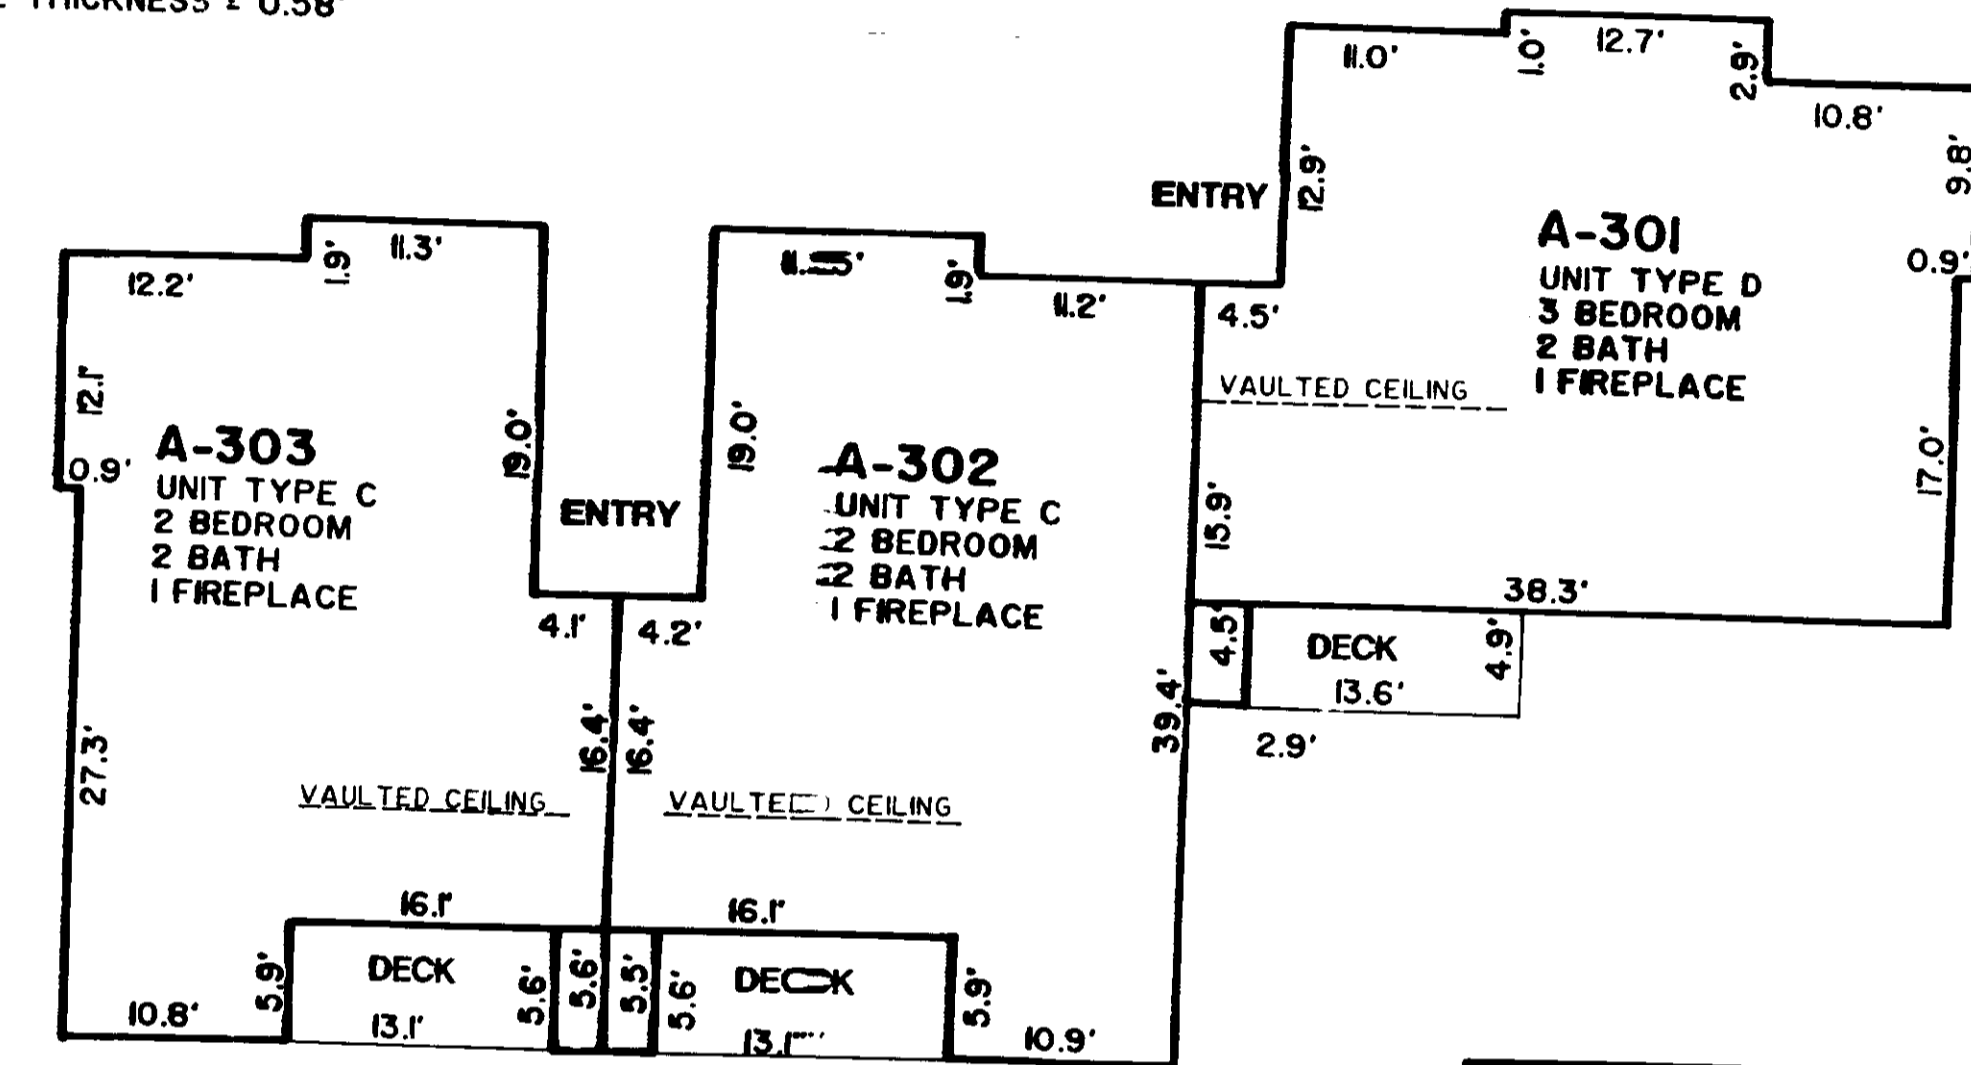 THICKNESS = 0.58'
11.0'
1.0'
12.7'
2.9'
10.8'
9.8'
ENTRY
12.9'
A-301
UNIT TYPE D
3 BEDROOM
2 BATH
1 FIREPLACE
0.9'
17.0'
4.5'
VAULTED CEILING
15.9'
38.3'
4.5'
DECK
4.9'
13.6'
2.9'
12.2'
1.9'
11.3'
12.1'
0.9'
A-303
UNIT TYPE C
2 BEDROOM
2 BATH
1 FIREPLACE
19.0'
ENTRY
19.0'
1.9'
11.2'
A-302
UNIT TYPE C
2 BEDROOM
2 BATH
1 FIREPLACE
4.1'
4.2'
16.4'
16.4'
39.4'
27.3'
VAULTED CEILING
VAULTED CEILING
16.1'
16.1'
5.9'
DECK
5.6'
5.6'
5.5'
5.6'
DECK
5.9'
10.8'
13.1'
13.1'
10.9'